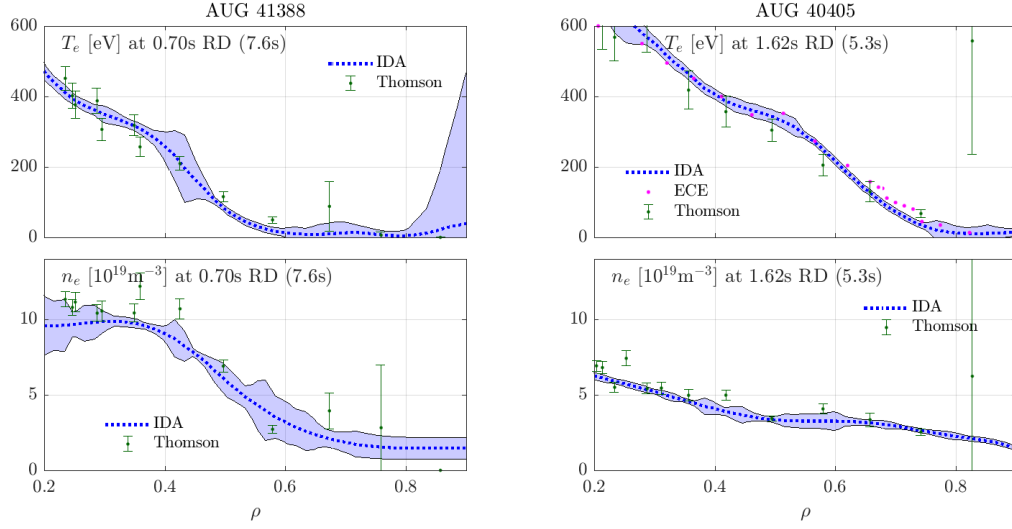 AUG 41388
AUG 40405
600
400
200
0
T_e [eV] at 0.70s RD (7.6s)
IDA
Thomson
600
400
200
0
T_e [eV] at 1.62s RD (5.3s)
IDA
ECE
Thomson
10
5
0
n_e [10^{19}m^{-3}] at 0.70s RD (7.6s)
IDA
Thomson
0.2 0.4 0.6 0.8
ρ
10
5
0
n_e [10^{19}m^{-3}] at 1.62s RD (5.3s)
IDA
Thomson
0.2 0.4 0.6 0.8
ρ